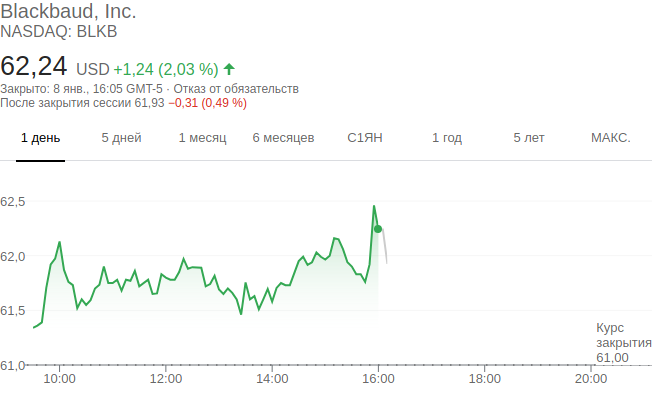 Blackbaud, Inc.
NASDAQ: BLKB
62,24 USD +1,24 (2,03 %)
Закрыто: 8 янв., 16:05 GMT-5 · Отказ от обязательств
После закрытия сессии 61,93 −0,31 (0,49 %)
1 день 5 дней 1 месяц 6 месяцев С1ЯН 1 год 5 лет МАКС.
62,5
62,0
61,5
Курс
закрытия
61,00
61,0
10:00 12:00 14:00 16:00 18:00 20:00